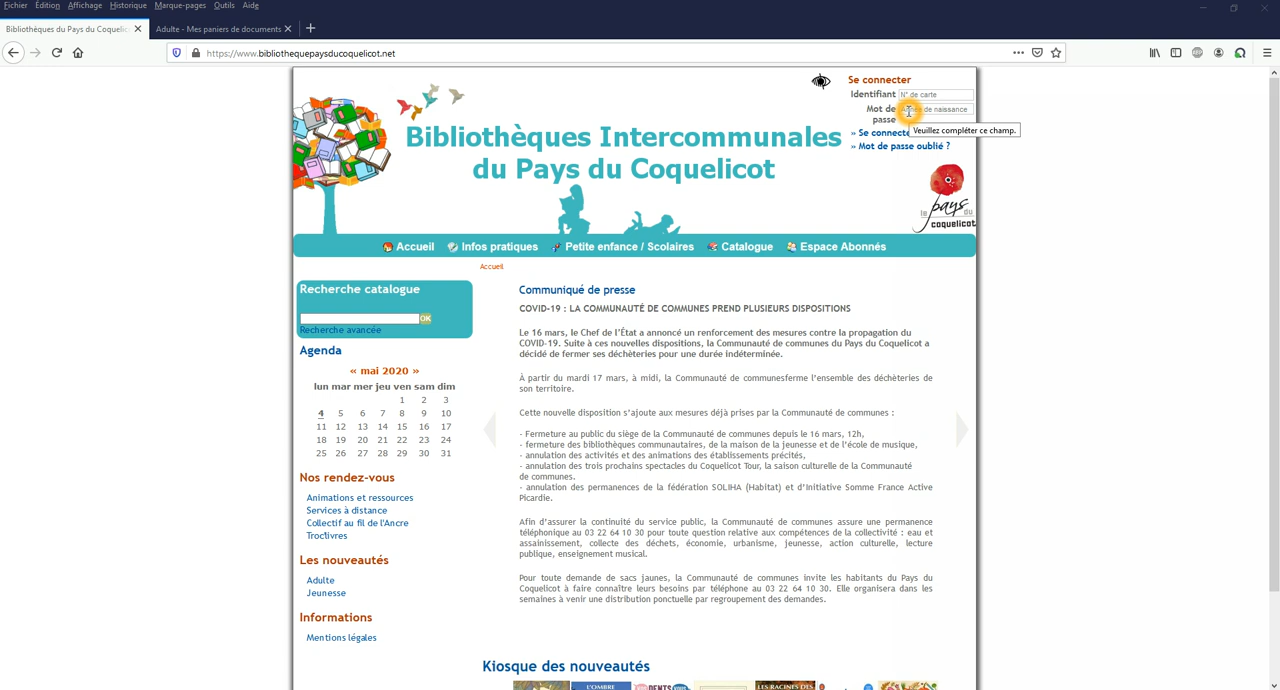 Fichier Édition Affichage Historique Marque-pages Outils Aide
Bibliothèques du Pays du Coquelic
Adulte - Mes paniers de documents
https://www.bibliothequepaysducoquelicot.net
Se connecter
Identifiant N° de carte
Mot de passe de naissance
Veuillez compléter ce champ.
» Se connecte
» Mot de passe oublié ?
Bibliothèques Intercommunales
du Pays du Coquelicot
le pays du
coquelicot
Accueil Infos pratiques Petite enfance / Scolaires Catalogue Espace Abonnés
Accueil
Recherche catalogue
OK
Recherche avancée
Agenda
« mai 2020 »
lun mar mer jeu ven sam dim
1 2 3
4 5 6 7 8 9 10
11 12 13 14 15 16 17
18 19 20 21 22 23 24
25 26 27 28 29 30 31
Nos rendez-vous
Animations et ressources
Services à distance
Collectif au fil de l'Ancre
Troc'livres
Les nouveautés
Adulte
Jeunesse
Informations
Mentions légales
Communiqué de presse
COVID-19 : LA COMMUNAUTÉ DE COMMUNES PREND PLUSIEURS DISPOSITIONS
Le 16 mars, le Chef de l'État a annoncé un renforcement des mesures contre la propagation du
COVID-19. Suite à ces nouvelles dispositions, la Communauté de communes du Pays du Coquelicot a
décidé de fermer ses déchèteries pour une durée indéterminée.
À partir du mardi 17 mars, à midi, la Communauté de communesferme l'ensemble des déchèteries de
son territoire.
Cette nouvelle disposition s'ajoute aux mesures déjà prises par la Communauté de communes :
- Fermeture au public du siège de la Communauté de communes depuis le 16 mars, 12h,
- fermeture des bibliothèques communautaires, de la maison de la jeunesse et de l'école de musique,
- annulation des activités et des animations des établissements précités,
- annulation des trois prochains spectacles du Coquelicot Tour, la saison culturelle de la Communauté
de communes.
- annulation des permanences de la fédération SOLIHA (Habitat) et d'Initiative Somme France Active
Picardie.
Afin d'assurer la continuité du service public, la Communauté de communes assure une permanence
téléphonique au 03 22 64 10 30 pour toute question relative aux compétences de la collectivité : eau et
assainissement, collecte des déchets, économie, urbanisme, jeunesse, action culturelle, lecture
publique, enseignement musical.
Pour toute demande de sacs jaunes, la Communauté de communes invite les habitants du Pays du
Coquelicot à faire connaître leurs besoins par téléphone au 03 22 64 10 30. Elle organisera dans les
semaines à venir une distribution ponctuelle par regroupement des demandes.
Kiosque des nouveautés
L'OMBRE
DENTS
LES RACINES DES